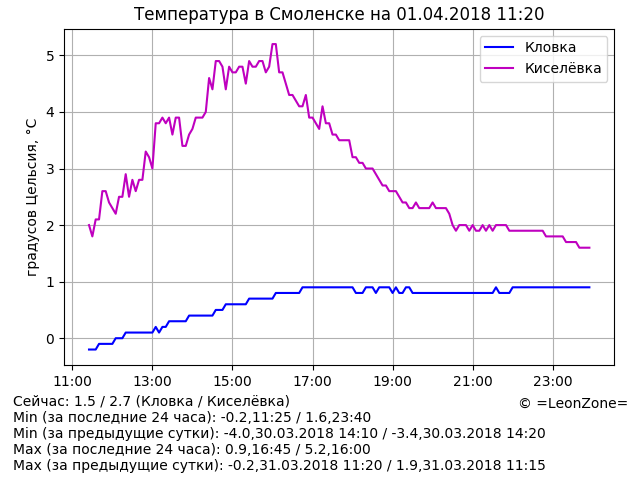 Температура в Смоленске на 01.04.2018 11:20
Кловка
Киселёвка
градусов Цельсия, °C
5
4
3
2
1
0
11:00 13:00 15:00 17:00 19:00 21:00 23:00
Сейчас: 1.5 / 2.7 (Кловка / Киселёвка)
© =LeonZone=
Min (за последние 24 часа): -0.2,11:25 / 1.6,23:40
Min (за предыдущие сутки): -4.0,30.03.2018 14:10 / -3.4,30.03.2018 14:20
Max (за последние 24 часа): 0.9,16:45 / 5.2,16:00
Max (за предыдущие сутки): -0.2,31.03.2018 11:20 / 1.9,31.03.2018 11:15